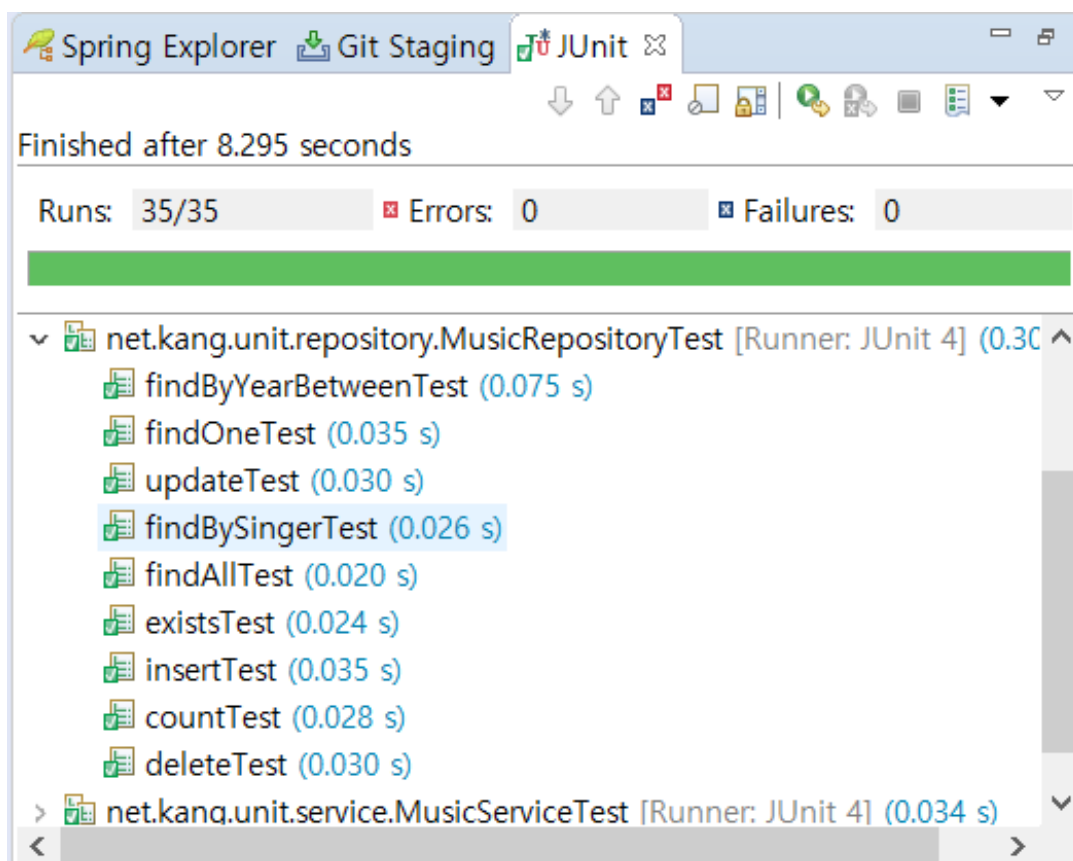 Spring Explorer Git Staging JUnit
Finished after 8.295 seconds
Runs: 35/35 Errors: 0 Failures: 0
net.kang.unit.repository.MusicRepositoryTest [Runner: JUnit 4] (0.30
findByYearBetweenTest (0.075 s)
findOneTest (0.035 s)
updateTest (0.030 s)
findBySingerTest (0.026 s)
findAllTest (0.020 s)
existsTest (0.024 s)
insertTest (0.035 s)
countTest (0.028 s)
deleteTest (0.030 s)
net.kang.unit.service.MusicServiceTest [Runner: JUnit 4] (0.034 s)